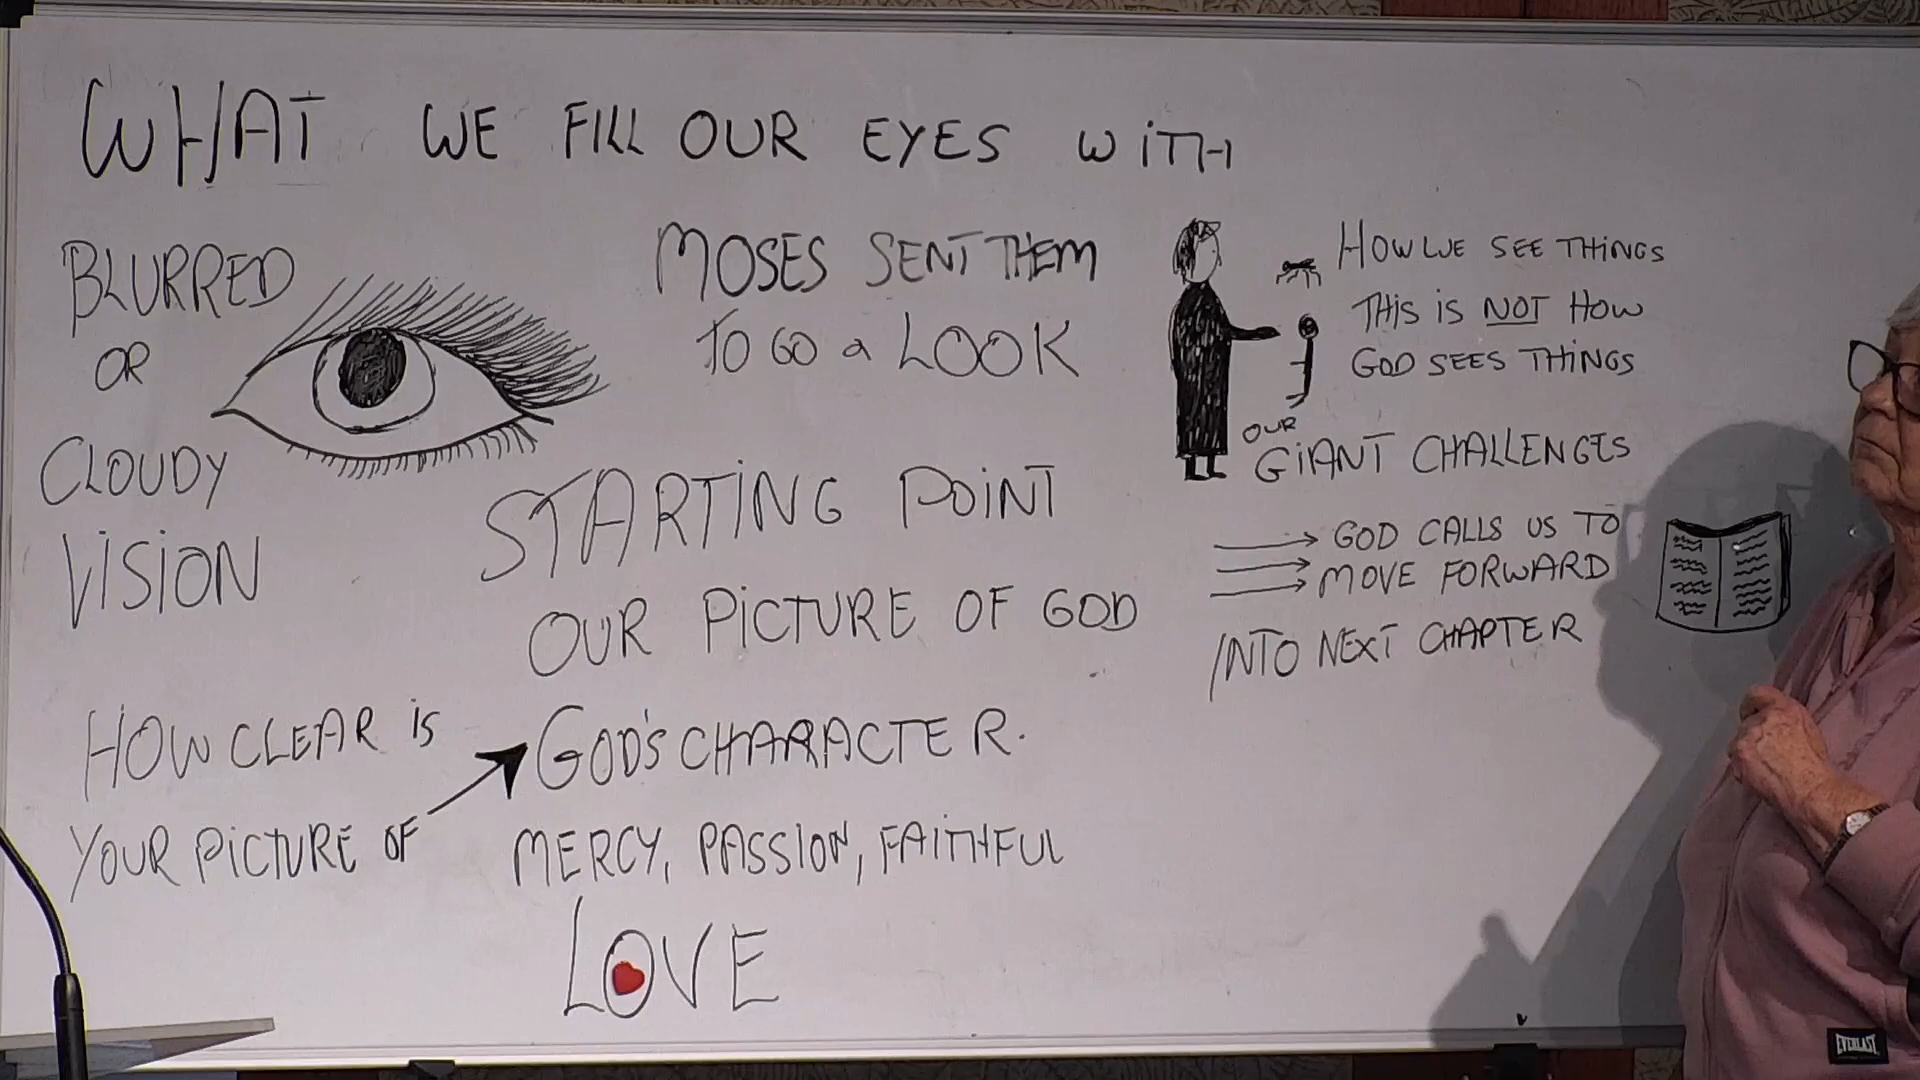 WHAT WE FILL OUR EYES WITH
BLURRED
OR
CLOUDY
VISION
MOSES SENT THEM
TO GO a LOOK
HOW WE SEE THINGS
THIS IS NOT HOW
GOD SEES THINGS
OUR
GIANT CHALLENGES
STARTING POINT
OUR PICTURE OF GOD
GOD CALLS US TO
MOVE FORWARD
INTO NEXT CHAPTER
HOW CLEAR IS
YOUR PICTURE OF
GOD'S CHARACTER.
MERCY, PASSION, FAITHFUL
LOVE
EVERLAST